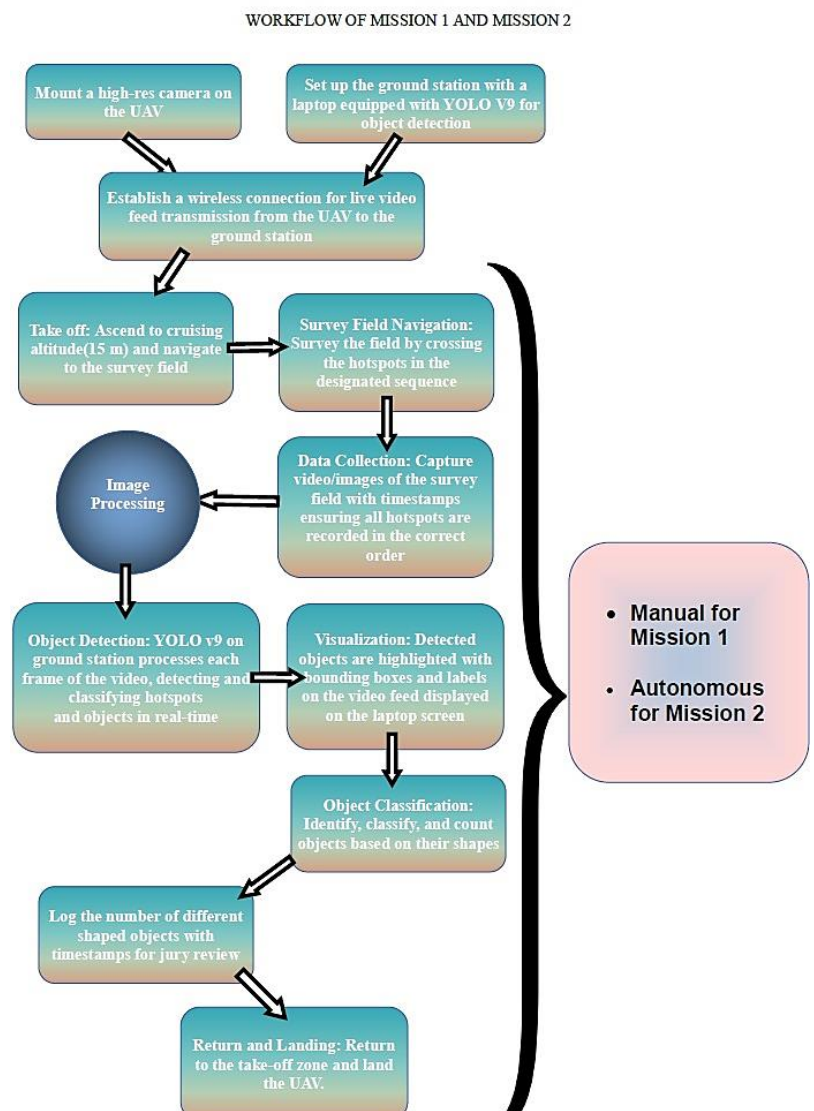 WORKFLOW OF MISSION 1 AND MISSION 2
Mount a high-res camera on
the UAV
Set up the ground station with a
laptop equipped with YOLO V9 for
object detection
Establish a wireless connection for live video
feed transmission from the UAV to the
ground station
Take off: Ascend to cruising
altitude(15 m) and navigate
to the survey field
Survey Field Navigation:
Survey the field by crossing
the hotspots in the
designated sequence
Data Collection: Capture
video/images of the survey
field with timestamps
ensuring all hotspots are
recorded in the correct
order
Image
Processing
Object Detection: YOLO v9 on
ground station processes each
frame of the video, detecting and
classifying hotspots
and objects in real-time
Visualization: Detected
objects are highlighted with
bounding boxes and labels
on the video feed displayed
on the laptop screen
Object Classification:
Identify, classify, and count
objects based on their shapes
Log the number of different
shaped objects with
timestamps for jury review
Return and Landing: Return
to the take-off zone and land
the UAV.
• Manual for
Mission 1
• Autonomous
for Mission 2